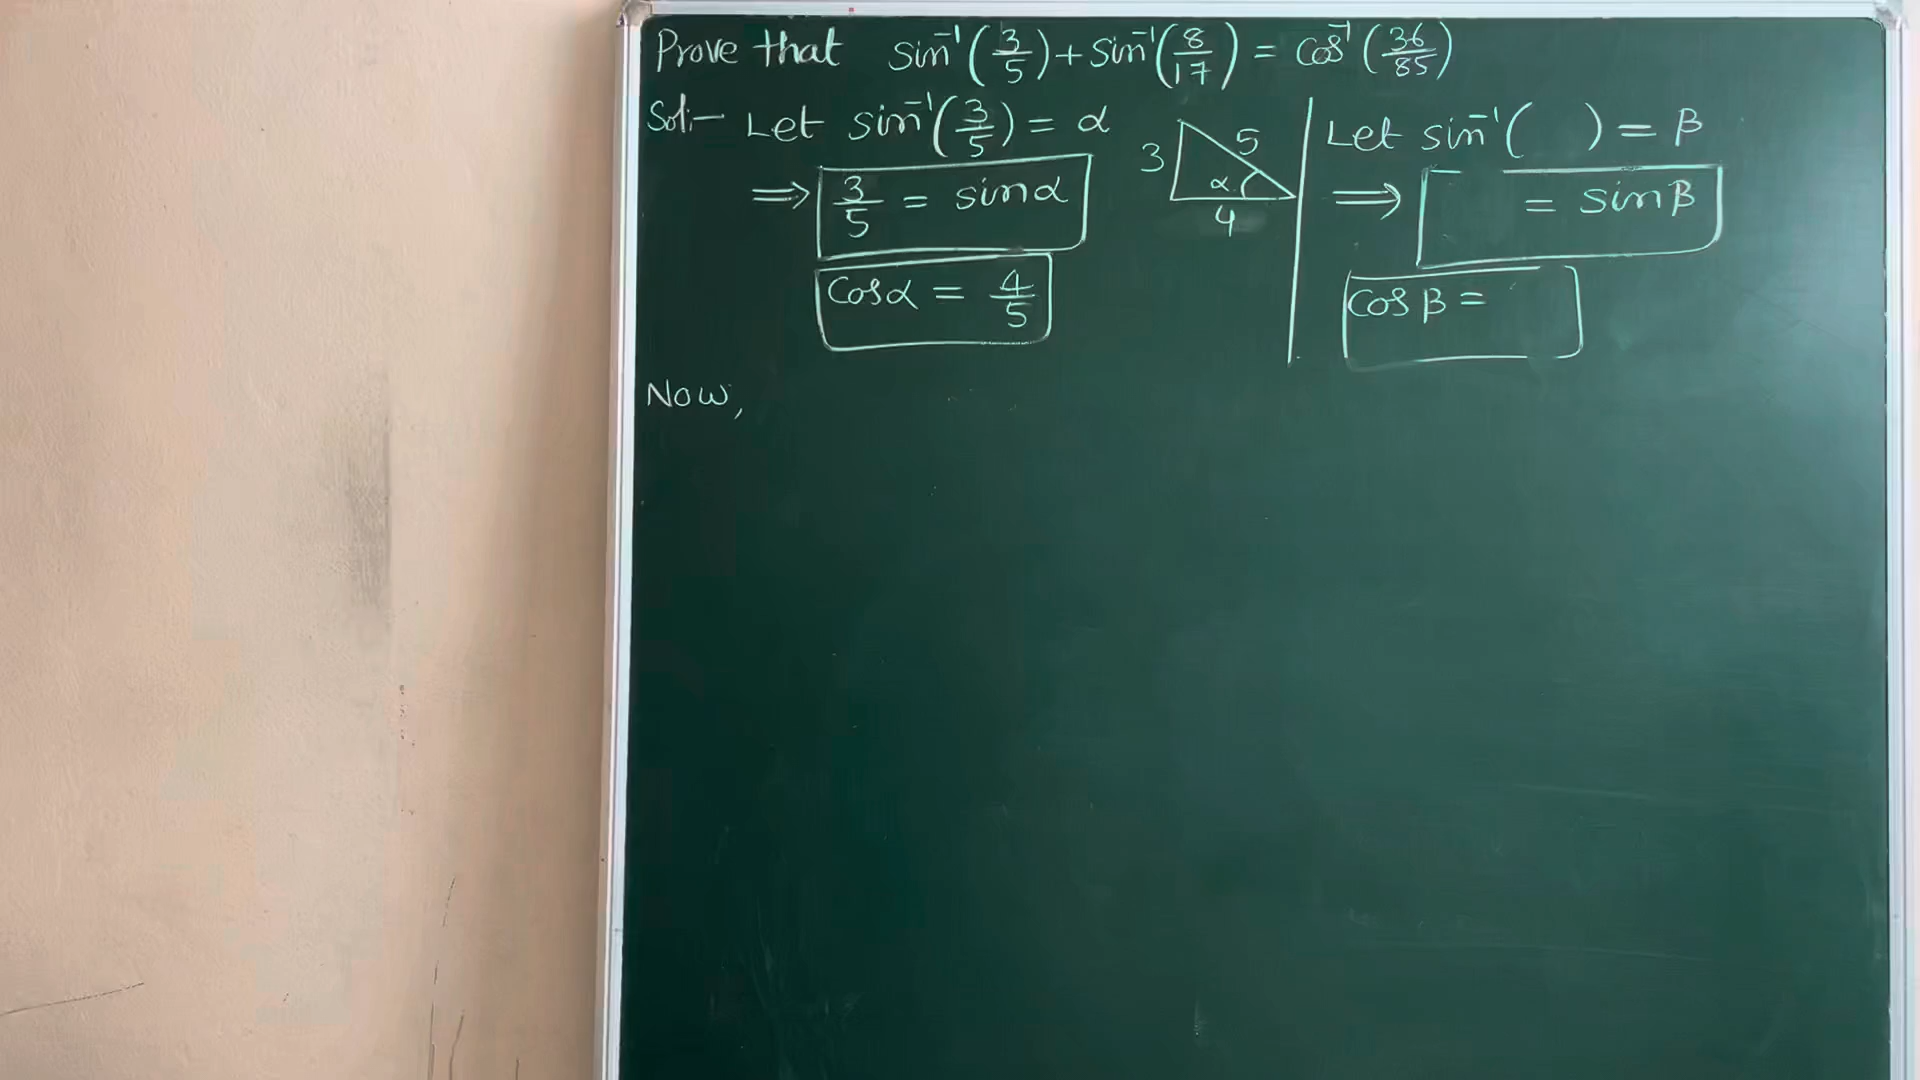 Prove that sin⁻¹(3/5) + sin⁻¹(8/17) = cos⁻¹(36/85)
Sol:- Let sin⁻¹(3/5) = α
⇒ 3/5 = sinα
cosα = 4/5
3 5 α 4
Let sin⁻¹( ) = β
⇒ = sinβ
cosβ =
Now,